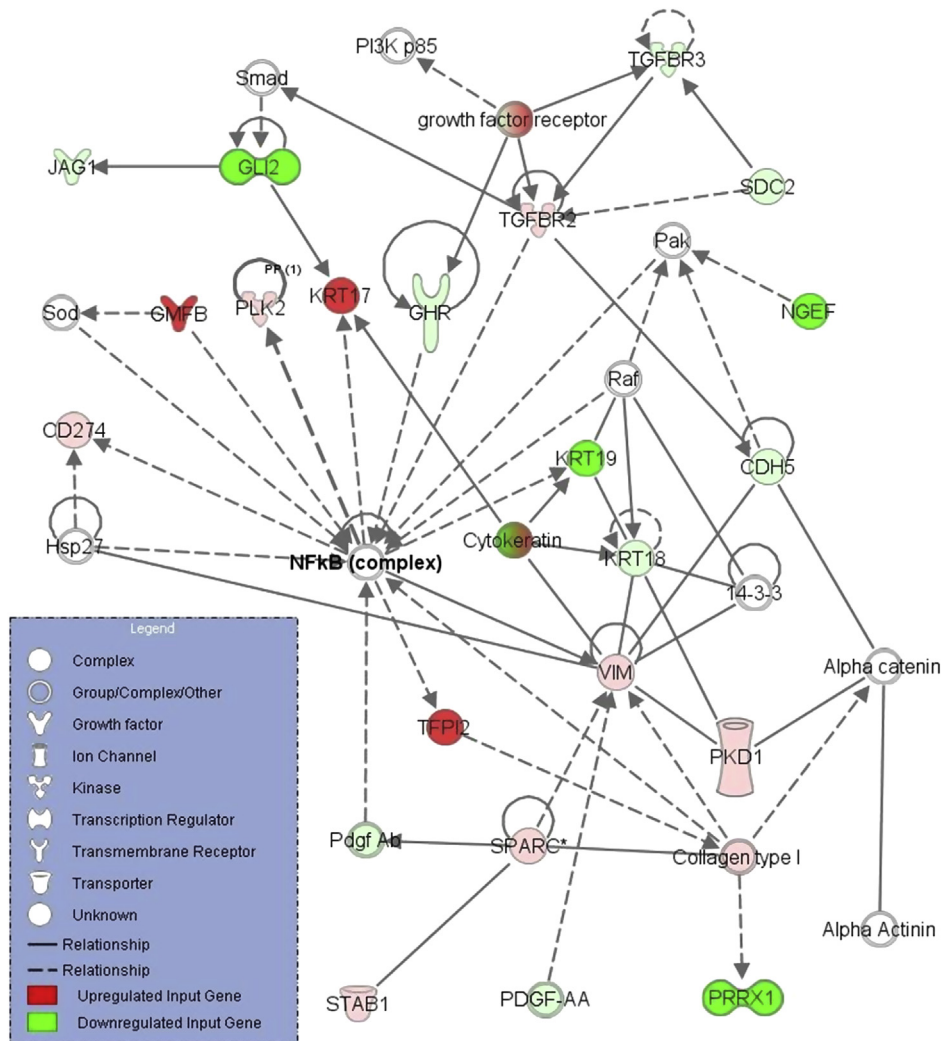 PI3K p85
TGFBR3
Smad
growth factor receptor
JAG1
GLI2
SDC2
TGFBR2
Pak
PP (1)
KRT17
PLK2
Sod
GMFB
GHR
NGEF
Raf
CD274
KRT19
CDH5
Cytokeratin
Hsp27
NFkB (complex)
KRT18
14-3-3
Legend
Complex
Group/Complex/Other
Growth factor
Ion Channel
Kinase
Transcription Regulator
Transmembrane Receptor
Transporter
Unknown
Relationship
Relationship
Upregulated Input Gene
Downregulated Input Gene
VIM
Alpha catenin
TFPI2
PKD1
Pdgf Ab
SPARC*
Collagen type I
Alpha Actinin
STAB1
PDGF-AA
PRRX1